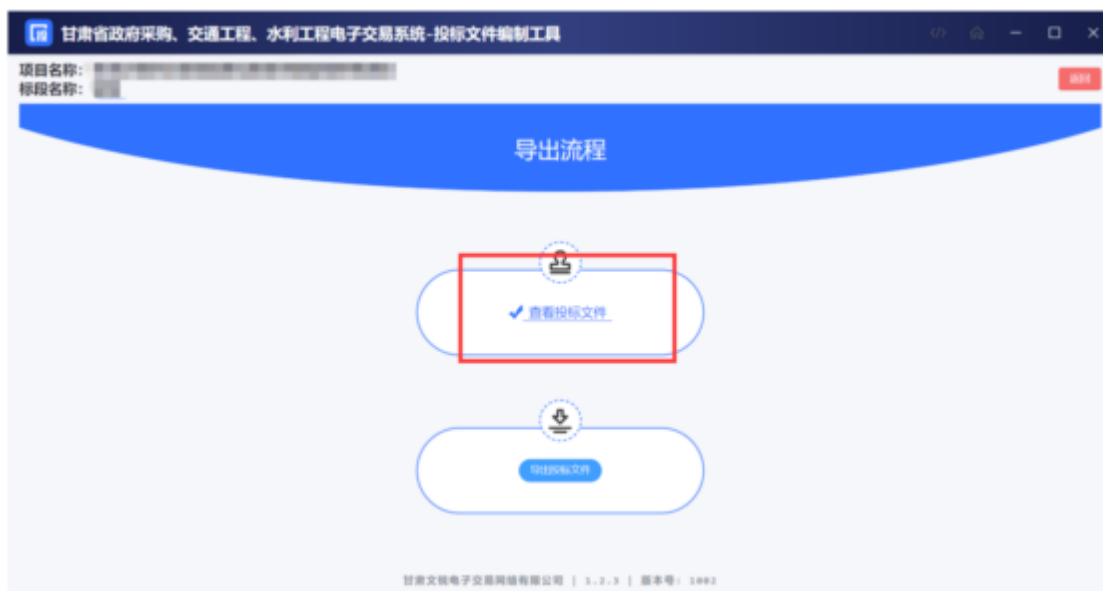 甘肃省政府采购、交通工程、水利工程电子交易系统-投标文件编制工具
项目名称：
标段名称：
返回
导出流程
查看投标文件
导出投标文件
甘肃文锐电子交易网络有限公司 | 1.2.3 | 版本号: 1002